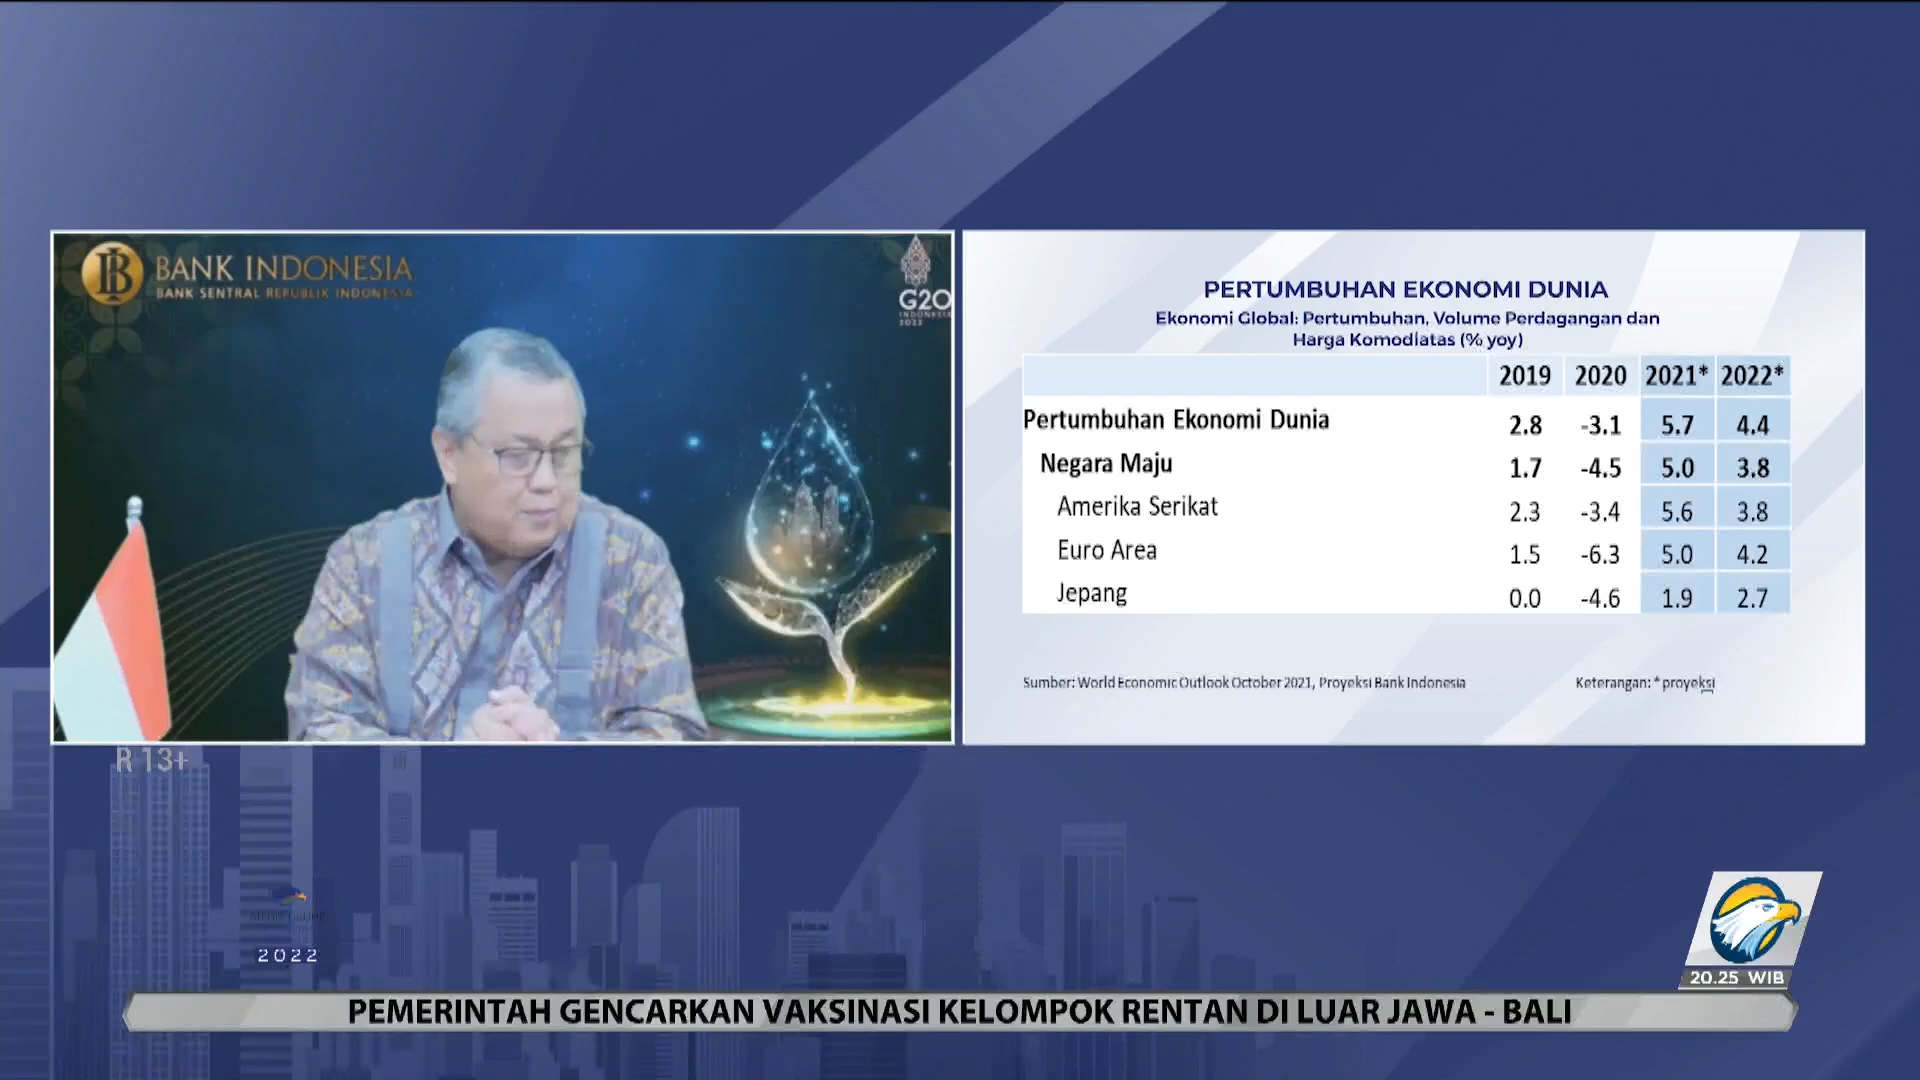 BANK INDONESIA
BANK SENTRAL REPUBLIK INDONESIA
G20
INDONESIA
2022
PERTUMBUHAN EKONOMI DUNIA
Ekonomi Global: Pertumbuhan, Volume Perdagangan dan
Harga Komodiatas (% yoy)
2019 2020 2021* 2022*
Pertumbuhan Ekonomi Dunia 2.8 -3.1 5.7 4.4
Negara Maju 1.7 -4.5 5.0 3.8
Amerika Serikat 2.3 -3.4 5.6 3.8
Euro Area 1.5 -6.3 5.0 4.2
Jepang 0.0 -4.6 1.9 2.7
Sumber: World Economic Outlook October 2021, Proyeksi Bank Indonesia
Keterangan: * proyeksi
R 13+
2022
20.25 WIB
PEMERINTAH GENCARKAN VAKSINASI KELOMPOK RENTAN DI LUAR JAWA - BALI